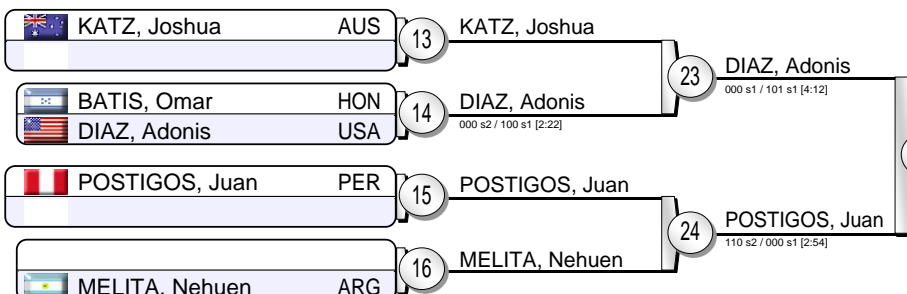 KATZ, Joshua AUS
13
KATZ, Joshua
BATIS, Omar HON
DIAZ, Adonis USA
14
DIAZ, Adonis
000 s2 / 100 s1 [2:22]
23
DIAZ, Adonis
000 s1 / 101 s1 [4:12]
POSTIGOS, Juan PER
15
POSTIGOS, Juan
MELITA, Nehuen ARG
16
MELITA, Nehuen
24
POSTIGOS, Juan
110 s2 / 000 s1 [2:54]